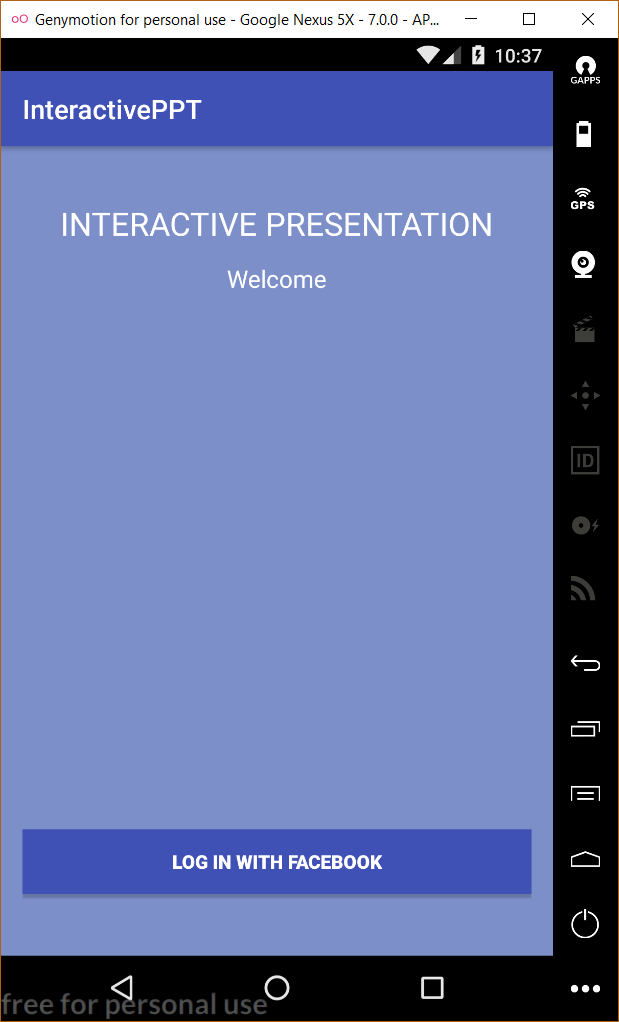 Genymotion for personal use - Google Nexus 5X - 7.0.0 - AP...
10:37
GAPPS
InteractivePPT
GPS
INTERACTIVE PRESENTATION
Welcome
ID
LOG IN WITH FACEBOOK
free for personal use